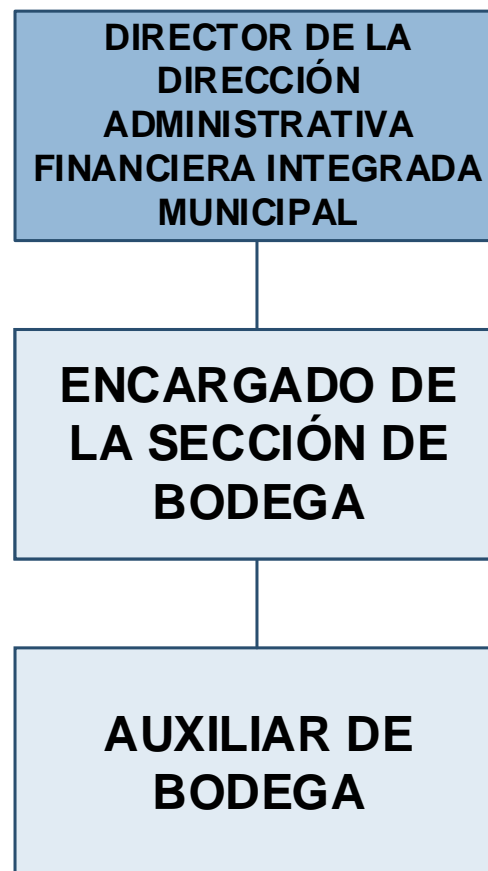 DIRECTOR DE LA
DIRECCIÓN
ADMINISTRATIVA
FINANCIERA INTEGRADA
MUNICIPAL
ENCARGADO DE
LA SECCIÓN DE
BODEGA
AUXILIAR DE
BODEGA